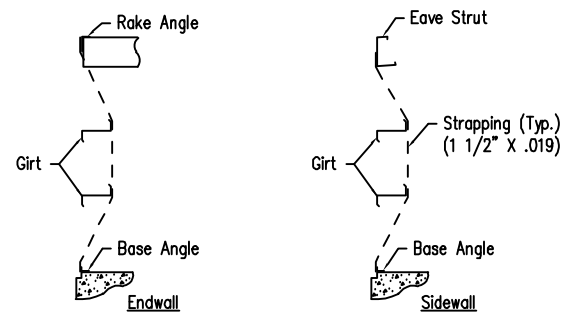 Rake Angle
Girt
Base Angle
Endwall
Eave Strut
Strapping (Typ.)
(1 1/2" X .019)
Girt
Base Angle
Sidewall